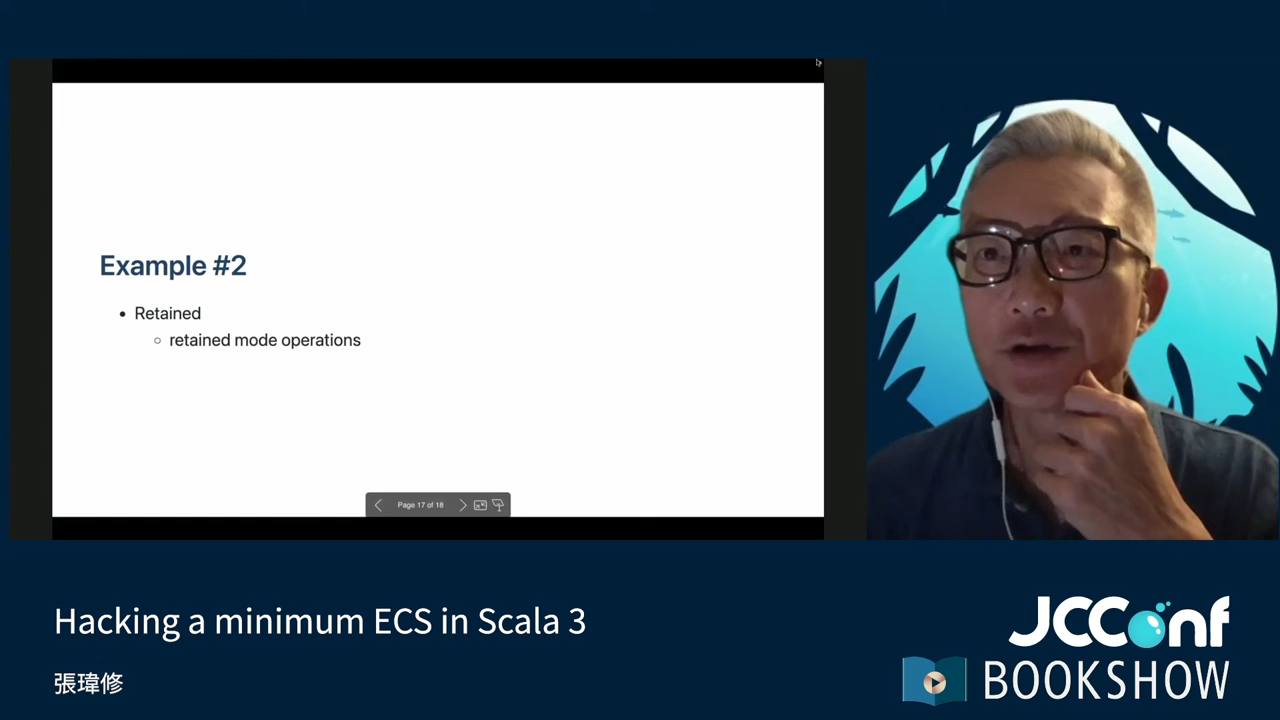 Example #2
• Retained
○ retained mode operations
Page 17 of 18
Hacking a minimum ECS in Scala 3
張瑋修
JCConf
BOOKSHOW